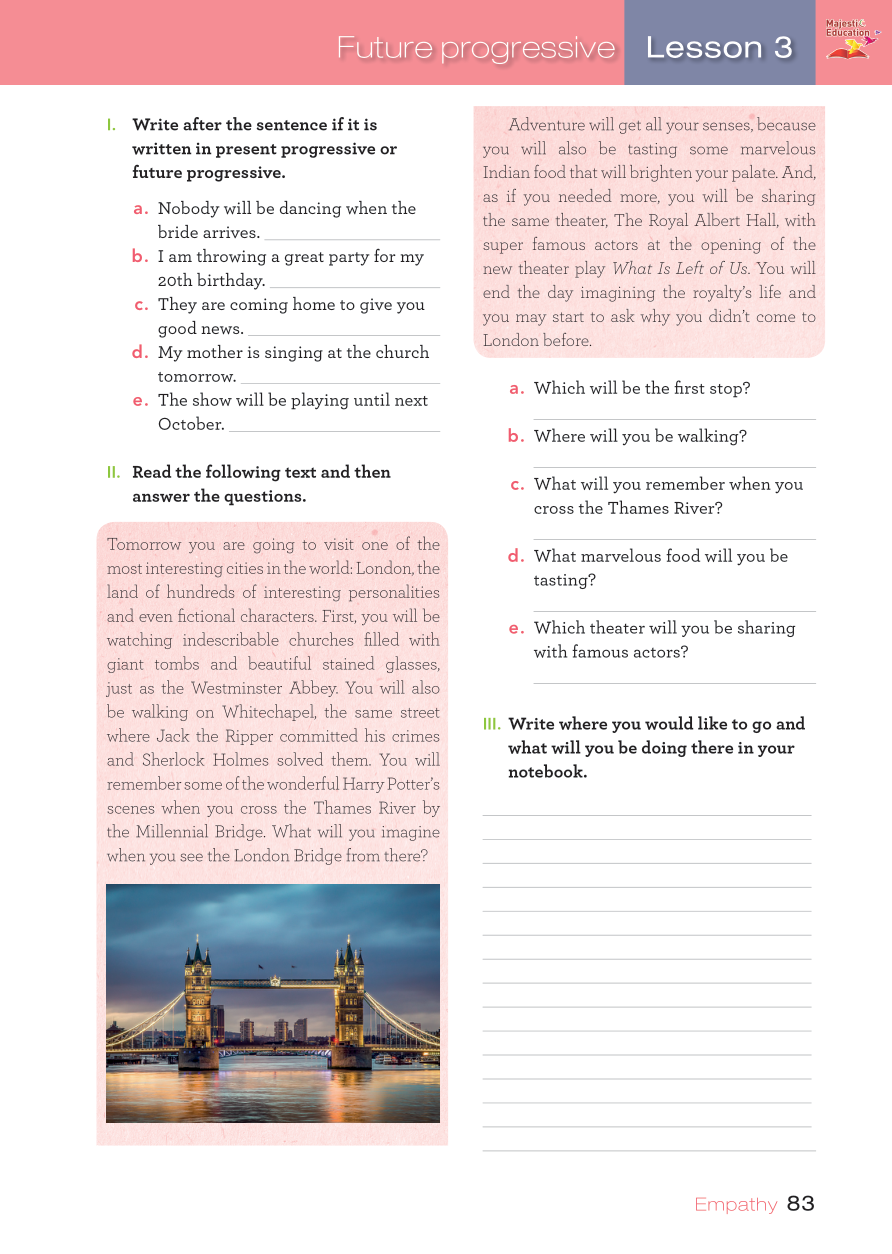 Future progressive
Lesson 3
Majestic Education
I. Write after the sentence if it is
written in present progressive or
future progressive.
a. Nobody will be dancing when the
bride arrives.
b. I am throwing a great party for my
20th birthday.
c. They are coming home to give you
good news.
d. My mother is singing at the church
tomorrow.
e. The show will be playing until next
October.
II. Read the following text and then
answer the questions.
Tomorrow you are going to visit one of the
most interesting cities in the world: London, the
land of hundreds of interesting personalities
and even fictional characters. First, you will be
watching indescribable churches filled with
giant tombs and beautiful stained glasses,
just as the Westminster Abbey. You will also
be walking on Whitechapel, the same street
where Jack the Ripper committed his crimes
and Sherlock Holmes solved them. You will
remember some of the wonderful Harry Potter's
scenes when you cross the Thames River by
the Millennial Bridge. What will you imagine
when you see the London Bridge from there?
Adventure will get all your senses, because
you will also be tasting some marvelous
Indian food that will brighten your palate. And,
as if you needed more, you will be sharing
the same theater, The Royal Albert Hall, with
super famous actors at the opening of the
new theater play What Is Left of Us. You will
end the day imagining the royalty's life and
you may start to ask why you didn't come to
London before.
a. Which will be the first stop?
b. Where will you be walking?
c. What will you remember when you
cross the Thames River?
d. What marvelous food will you be
tasting?
e. Which theater will you be sharing
with famous actors?
III. Write where you would like to go and
what will you be doing there in your
notebook.
Empathy 83